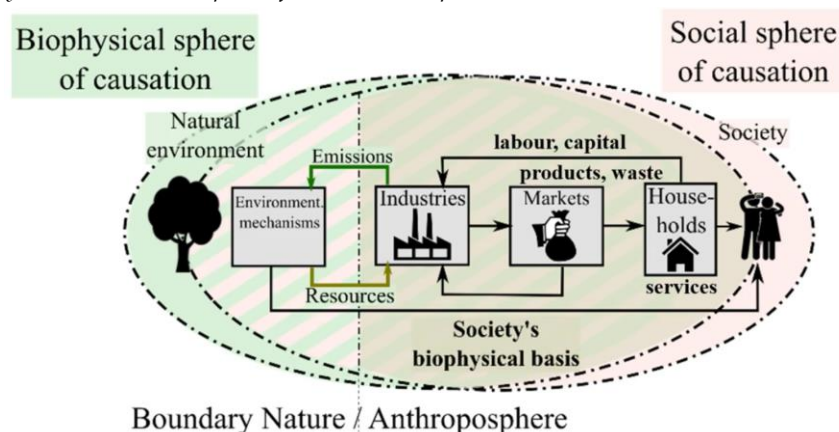 Biophysical sphere
of causation
Social sphere
of causation
Natural
environment
Society
labour, capital
Emissions
products, waste
Environment.
mechanisms
Industries
Markets
House-
holds
Resources
services
Society's
biophysical basis
Boundary Nature / Anthroposphere